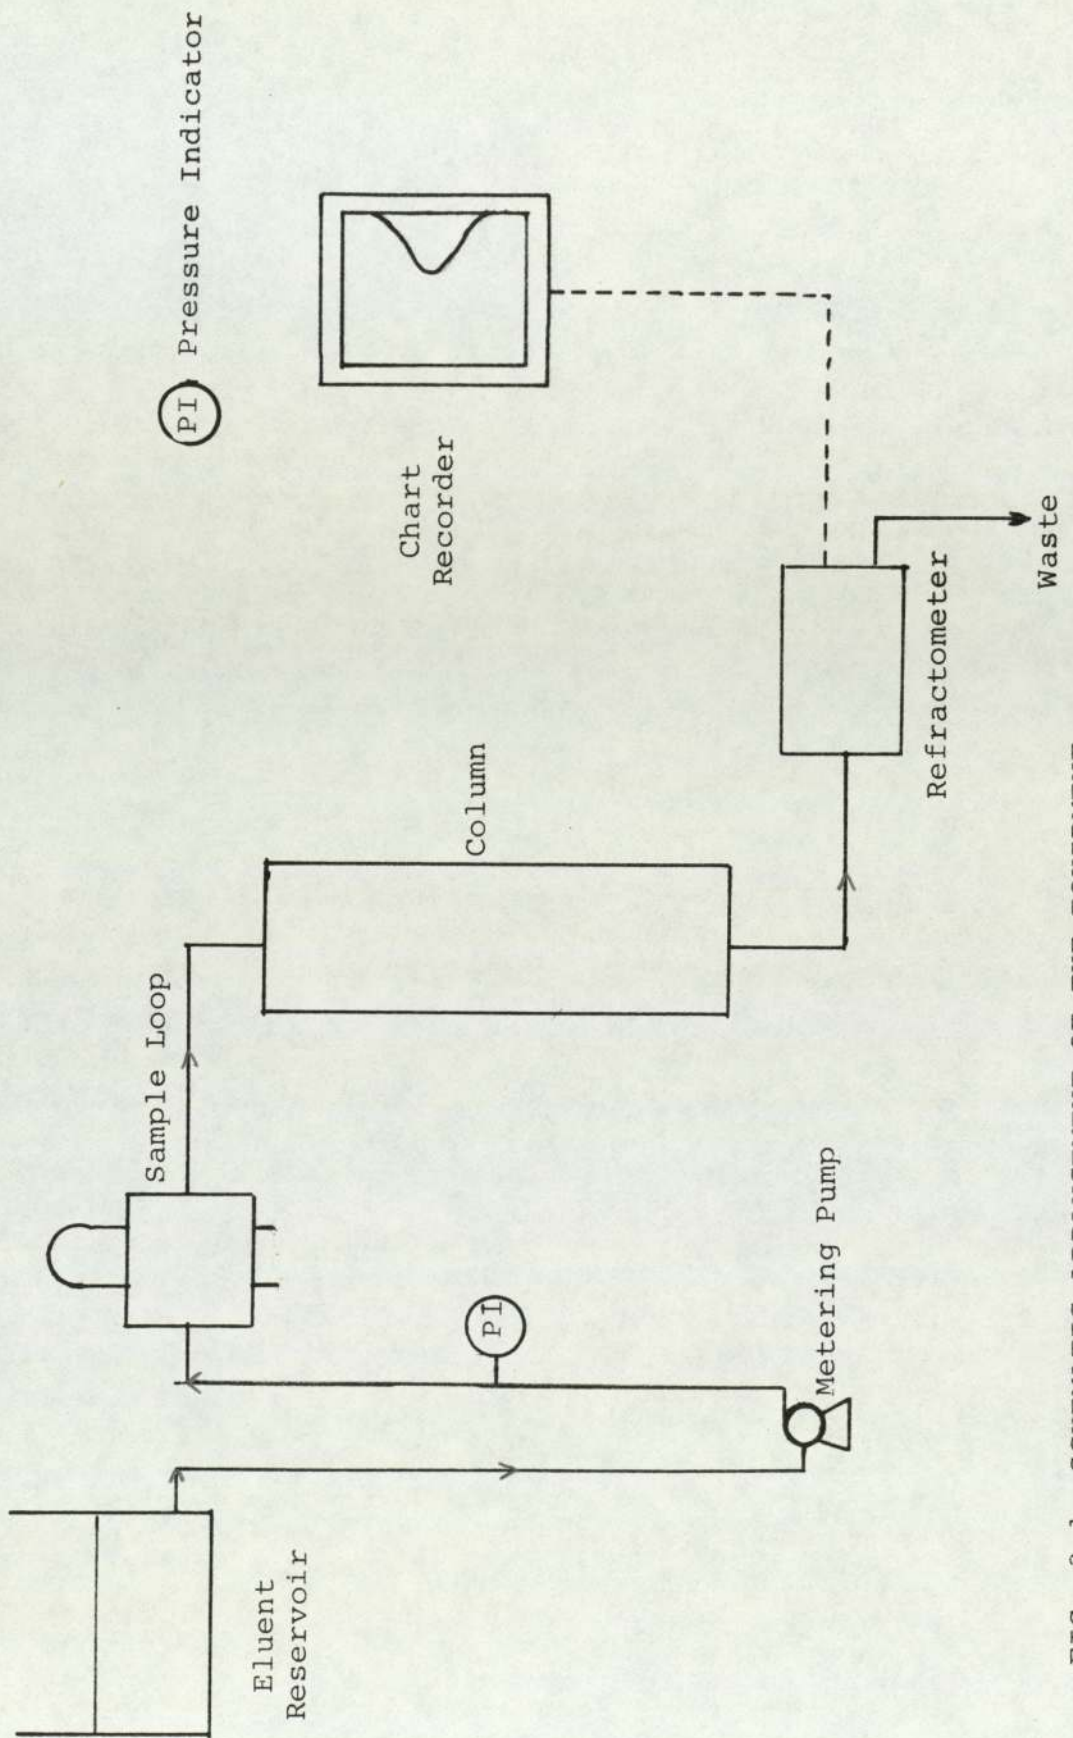 PI Pressure Indicator
Chart
Recorder
Sample Loop
Column
Refractometer
Waste
PI
Metering Pump
Eluent
Reservoir